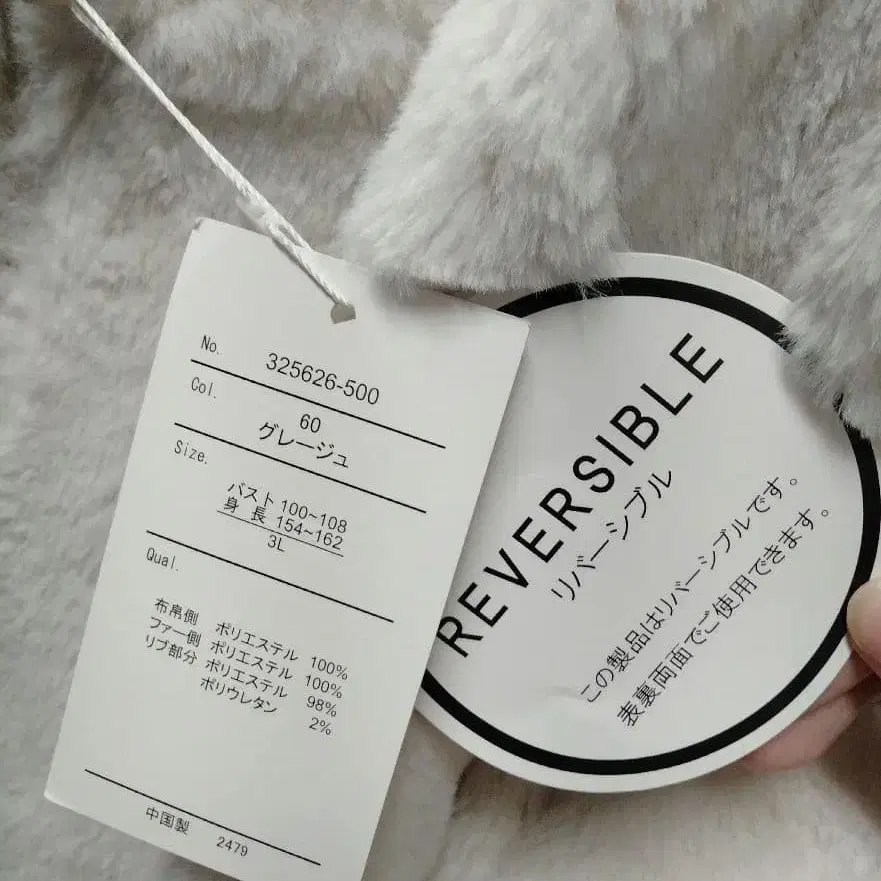 No. 325626-500
Col. 60
グレージュ
Size.
バスト 100~108
身 長 154~162
3L
Qual.
布帛側 ポリエステル 100%
ファー側 ポリエステル 100%
リブ部分 ポリエステル 98%
ポリウレタン 2%
中国製 2479
REVERSIBLE
リバーシブル
この製品はリバーシブルです。
表裏両面でご使用できます。